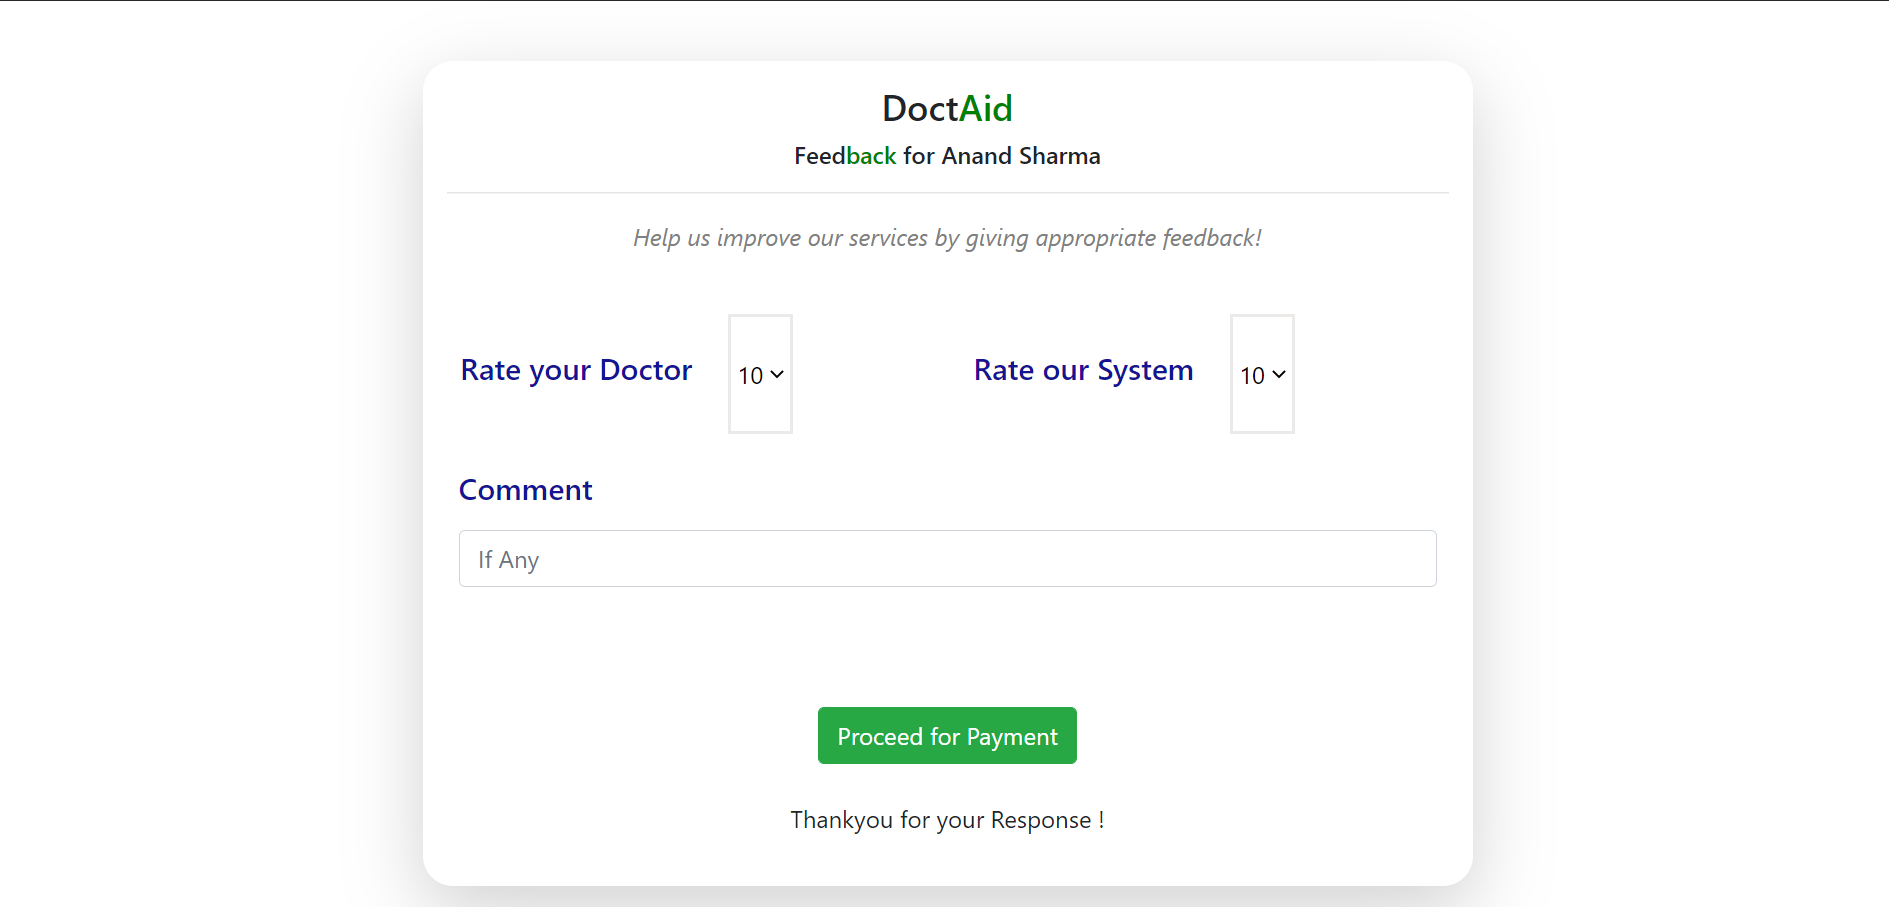 DoctAid
Feedback for Anand Sharma
Help us improve our services by giving appropriate feedback!
Rate your Doctor 10 Rate our System 10
Comment
If Any
Proceed for Payment
Thankyou for your Response !